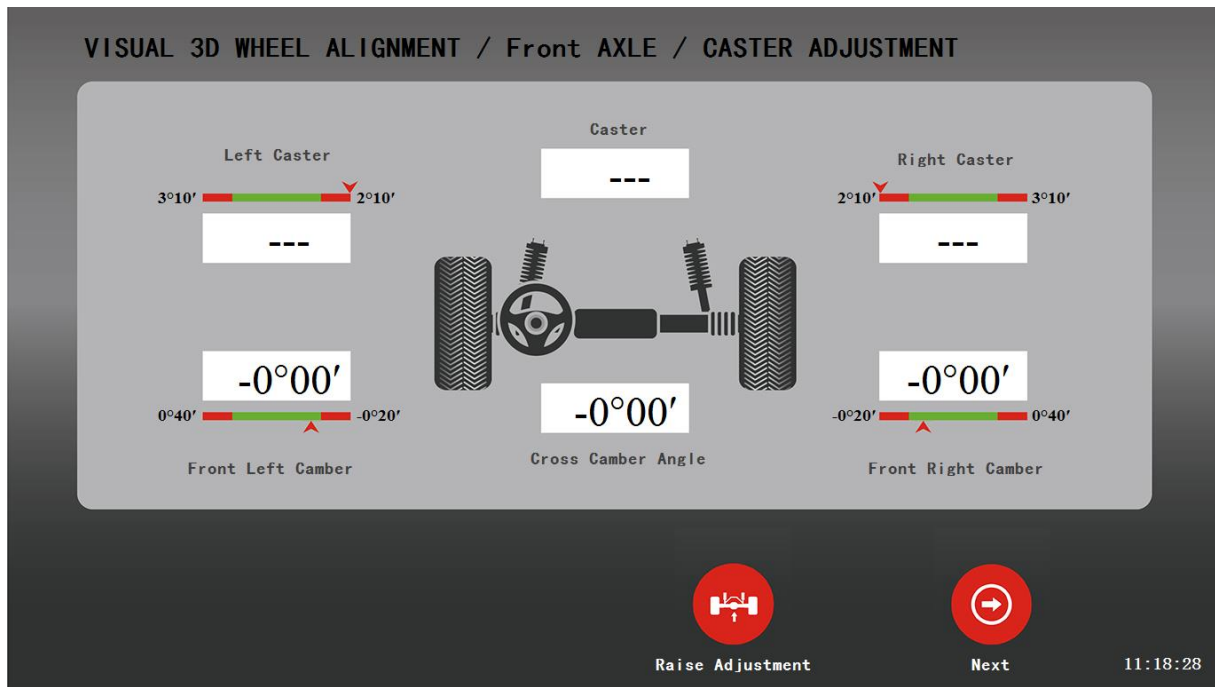 VISUAL 3D WHEEL ALIGNMENT / Front AXLE / CASTER ADJUSTMENT
Caster
---
Left Caster
3°10′ 2°10′
---
Right Caster
2°10′ 3°10′
---
-0°00′
0°40′ -0°20′
Front Left Camber
-0°00′
Cross Camber Angle
-0°00′
-0°20′ 0°40′
Front Right Camber
Raise Adjustment
Next
11:18:28